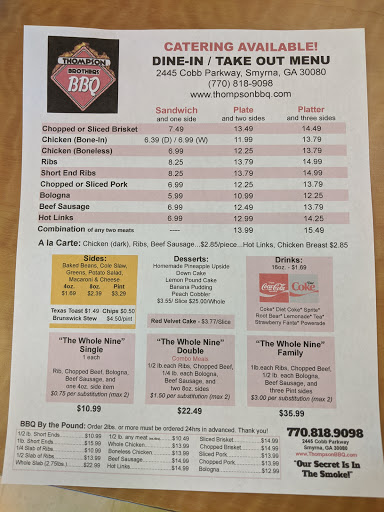 THOMPSON
BROTHERS
BBQ
CATERING AVAILABLE!
DINE-IN / TAKE OUT MENU
2445 Cobb Parkway, Smyrna, GA 30080
(770) 818-9098
www.thompsonbbq.com
Sandwich Plate Platter
and one side and two sides and three sides
Chopped or Sliced Brisket 7.49 13.49 14.49
Chicken (Bone-In) 6.39 (D) / 6.99 (W) 11.99 13.79
Chicken (Boneless) 6.99 12.25 13.79
Ribs 8.25 13.79 14.99
Short End Ribs 8.25 13.79 14.99
Chopped or Sliced Pork 6.99 12.25 13.79
Bologna 5.99 10.99 12.25
Beef Sausage 6.99 12.49 13.79
Hot Links 6.99 12.99 14.25
Combination of any two meats ---- 13.99 15.49
A la Carte: Chicken (dark), Ribs, Beef Sausage...$2.85/piece...Hot Links, Chicken Breast $2.85
Sides:
Baked Beans, Cole Slaw,
Greens, Potato Salad,
Macaroni & Cheese
4oz. 8oz. Pint
$1.69 $2.39 $3.29
Texas Toast $1.49 Chips $0.50
Brunswick Stew $4.50/pint
Desserts:
Homemade Pineapple Upside
Down Cake
Lemon Pound Cake
Banana Pudding
Peach Cobbler
$3.55/ Slice $25.00/Whole
Red Velvet Cake - $3.77/Slice
Drinks:
16oz. - $1.89
Coca-Cola Coke
Coke* Diet Coke* Sprite*
Root Beer* Lemonade* Tea*
Strawberry Fanta* Powerade
"The Whole Nine"
Single
1 each
Rib, Chopped Beef, Bologna,
Beef Sausage, and
one 4oz. side item
$0.75 per substitution (max 2)
$10.99
"The Whole Nine"
Double
Combo Meats
1/2 lb.each Ribs, Chopped Beef,
1/4 lb. each Bologna,
Beef Sausage, and
two 8oz. sides
$1.50 per substitution (max 2)
$22.49
"The Whole Nine"
Family
1lb.each Ribs, Chopped Beef,
1/2 lb. each Bologna,
Beef Sausage, and
three Pint sides
$3.00 per substitution (max 2)
$35.99
BBQ By the Pound: Order 2lbs. or more must be ordered 24hrs in advanced. Thank you!
1/2 lb. Short Ends $10.99
1lb. Short Ends $15.99
1/4 Slab of Ribs $10.99
1/2 Slab of Ribs $13.99
Whole Slab (2.75lbs.) $22.99
1/2 lb. any meat $10.49
Whole Chicken $13.99
Boneless Chicken $13.99
Beef Sausage $14.99
Hot Links $14.99
Sliced Brisket $14.99
Chopped Brisket $14.99
Sliced Pork $13.99
Chopped Pork $13.99
Bologna $12.99
770.818.9098
2445 Cobb Parkway
Smyrna, GA 30080
www.ThompsonBBQ.com
"Our Secret Is In
The Smoke!"